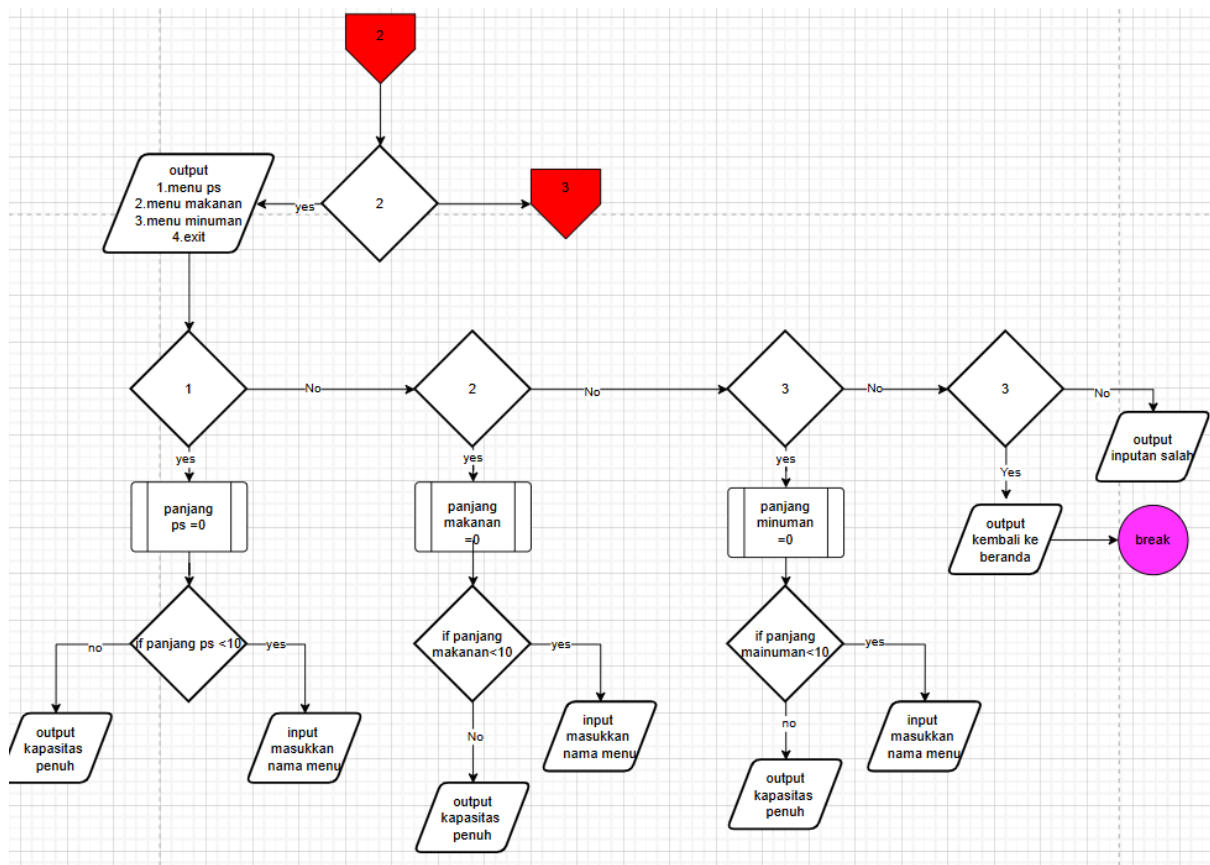 2
output
1.menu ps
2.menu makanan
3.menu minuman
4.exit
yes
2
3
1
No
2
No
3
No
3
No
output
inputan salah
yes
yes
yes
Yes
panjang
ps =0
panjang
makanan
=0
panjang
minuman
=0
output
kembali ke
beranda
break
no
if panjang ps <10
yes
if panjang
makanan<10
yes
if panjang
mainuman<10
yes
output
kapasitas
penuh
input
masukkan
nama menu
No
input
masukkan
nama menu
no
input
masukkan
nama menu
output
kapasitas
penuh
output
kapasitas
penuh